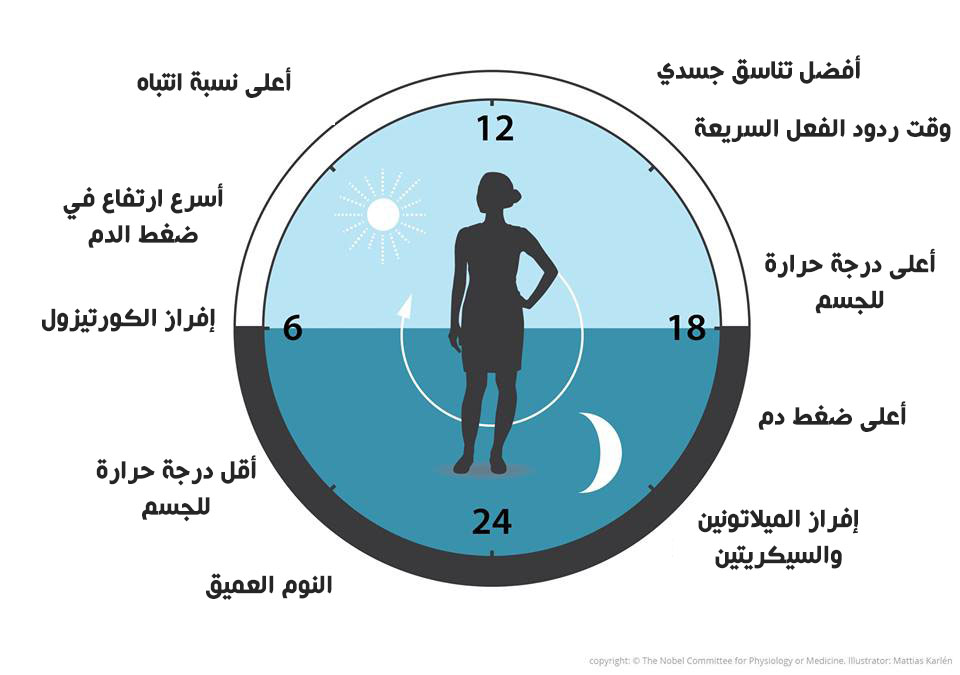 أعلى نسبة انتباه
أفضل تناسق جسدي
وقت ردود الفعل السريعة
12
أسرع ارتفاع في
ضغط الدم
أعلى درجة حرارة
للجسم
إفراز الكورتيزول
6
18
أعلى ضغط دم
أقل درجة حرارة
للجسم
إفراز الميلاتونين
والسيكريتين
24
النوم العميق
copyright: © The Nobel Committee for Physiology or Medicine. Illustrator: Mattias Karlén